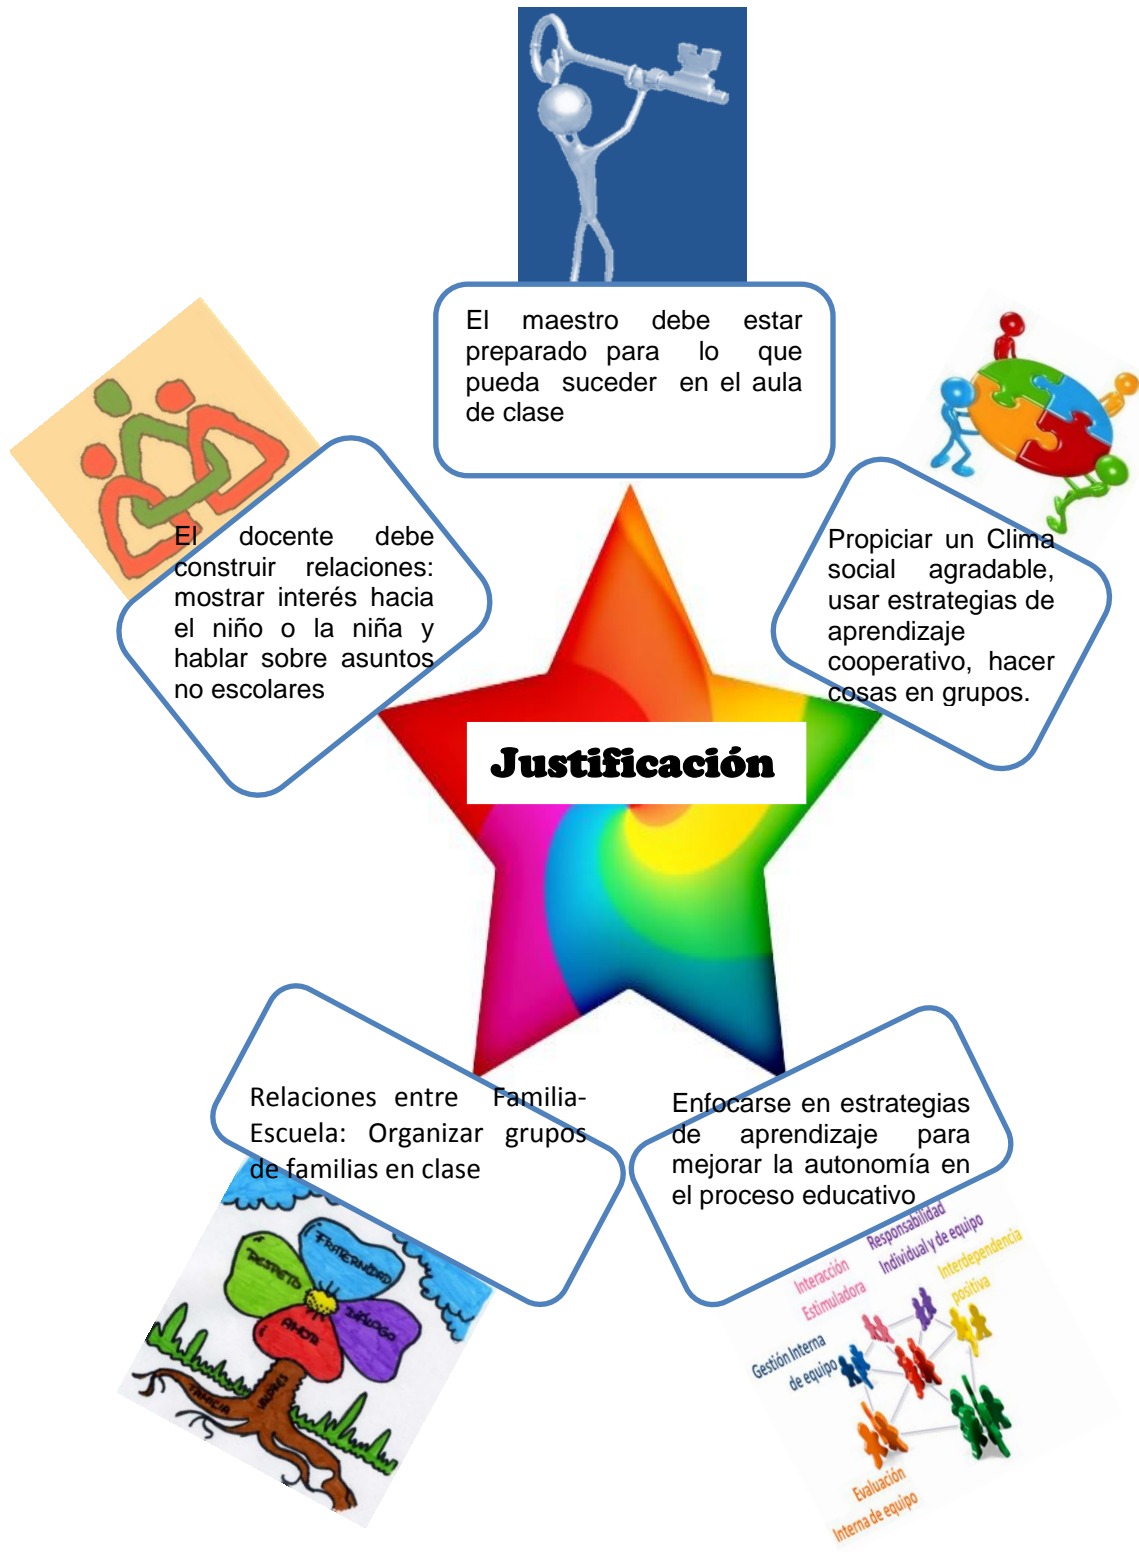 El maestro debe estar
preparado para lo que
pueda suceder en el aula
de clase
El docente debe
construir relaciones:
mostrar interés hacia
el niño o la niña y
hablar sobre asuntos
no escolares
Propiciar un Clima
social agradable,
usar estrategias de
aprendizaje
cooperativo, hacer
cosas en grupos.
Justificación
Relaciones entre Familia-
Escuela: Organizar grupos
de familias en clase
Enfocarse en estrategias
de aprendizaje para
mejorar la autonomía en
el proceso educativo
FRATERNIDAD
RESPETO
DIÁLOGO
AMOR
FAMILIA
VALORES
Responsabilidad
Individual y de equipo
Interacción
Estimuladora
Interdependencia
positiva
Gestión Interna
de equipo
Evaluación
Interna de equipo